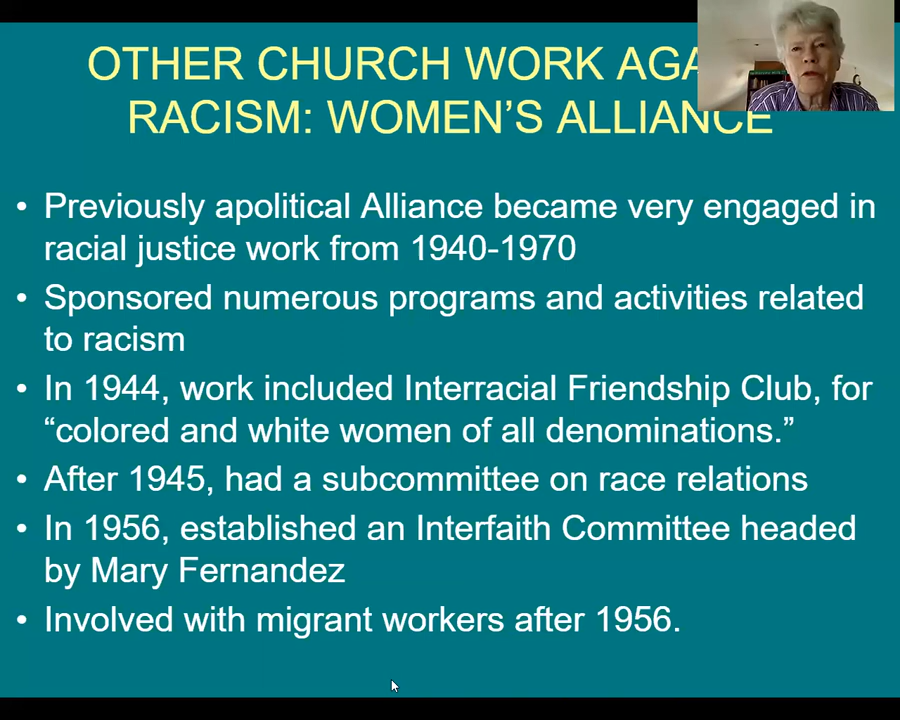 OTHER CHURCH WORK AGA
RACISM: WOMEN’S ALLIANCE
• Previously apolitical Alliance became very engaged in
racial justice work from 1940-1970
• Sponsored numerous programs and activities related
to racism
• In 1944, work included Interracial Friendship Club, for
“colored and white women of all denominations.”
• After 1945, had a subcommittee on race relations
• In 1956, established an Interfaith Committee headed
by Mary Fernandez
• Involved with migrant workers after 1956.